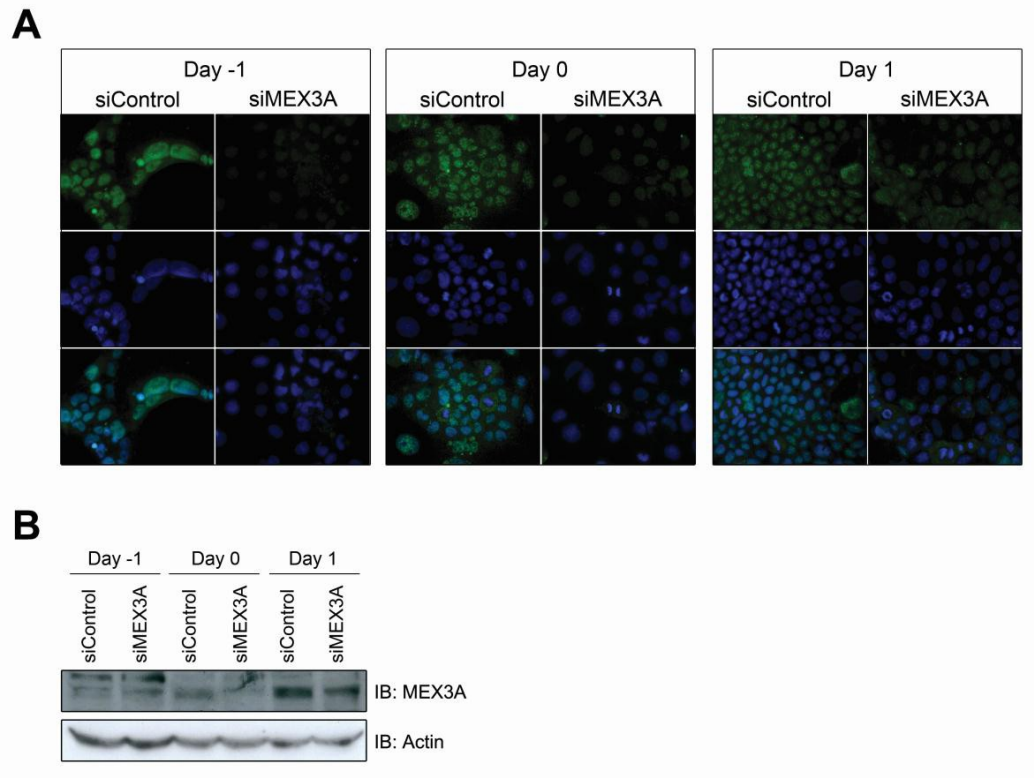 A
Day -1 Day 0 Day 1
siControl siMEX3A siControl siMEX3A siControl siMEX3A
B
Day -1 Day 0 Day 1
siControl siMEX3A siControl siMEX3A siControl siMEX3A
IB: MEX3A
IB: Actin